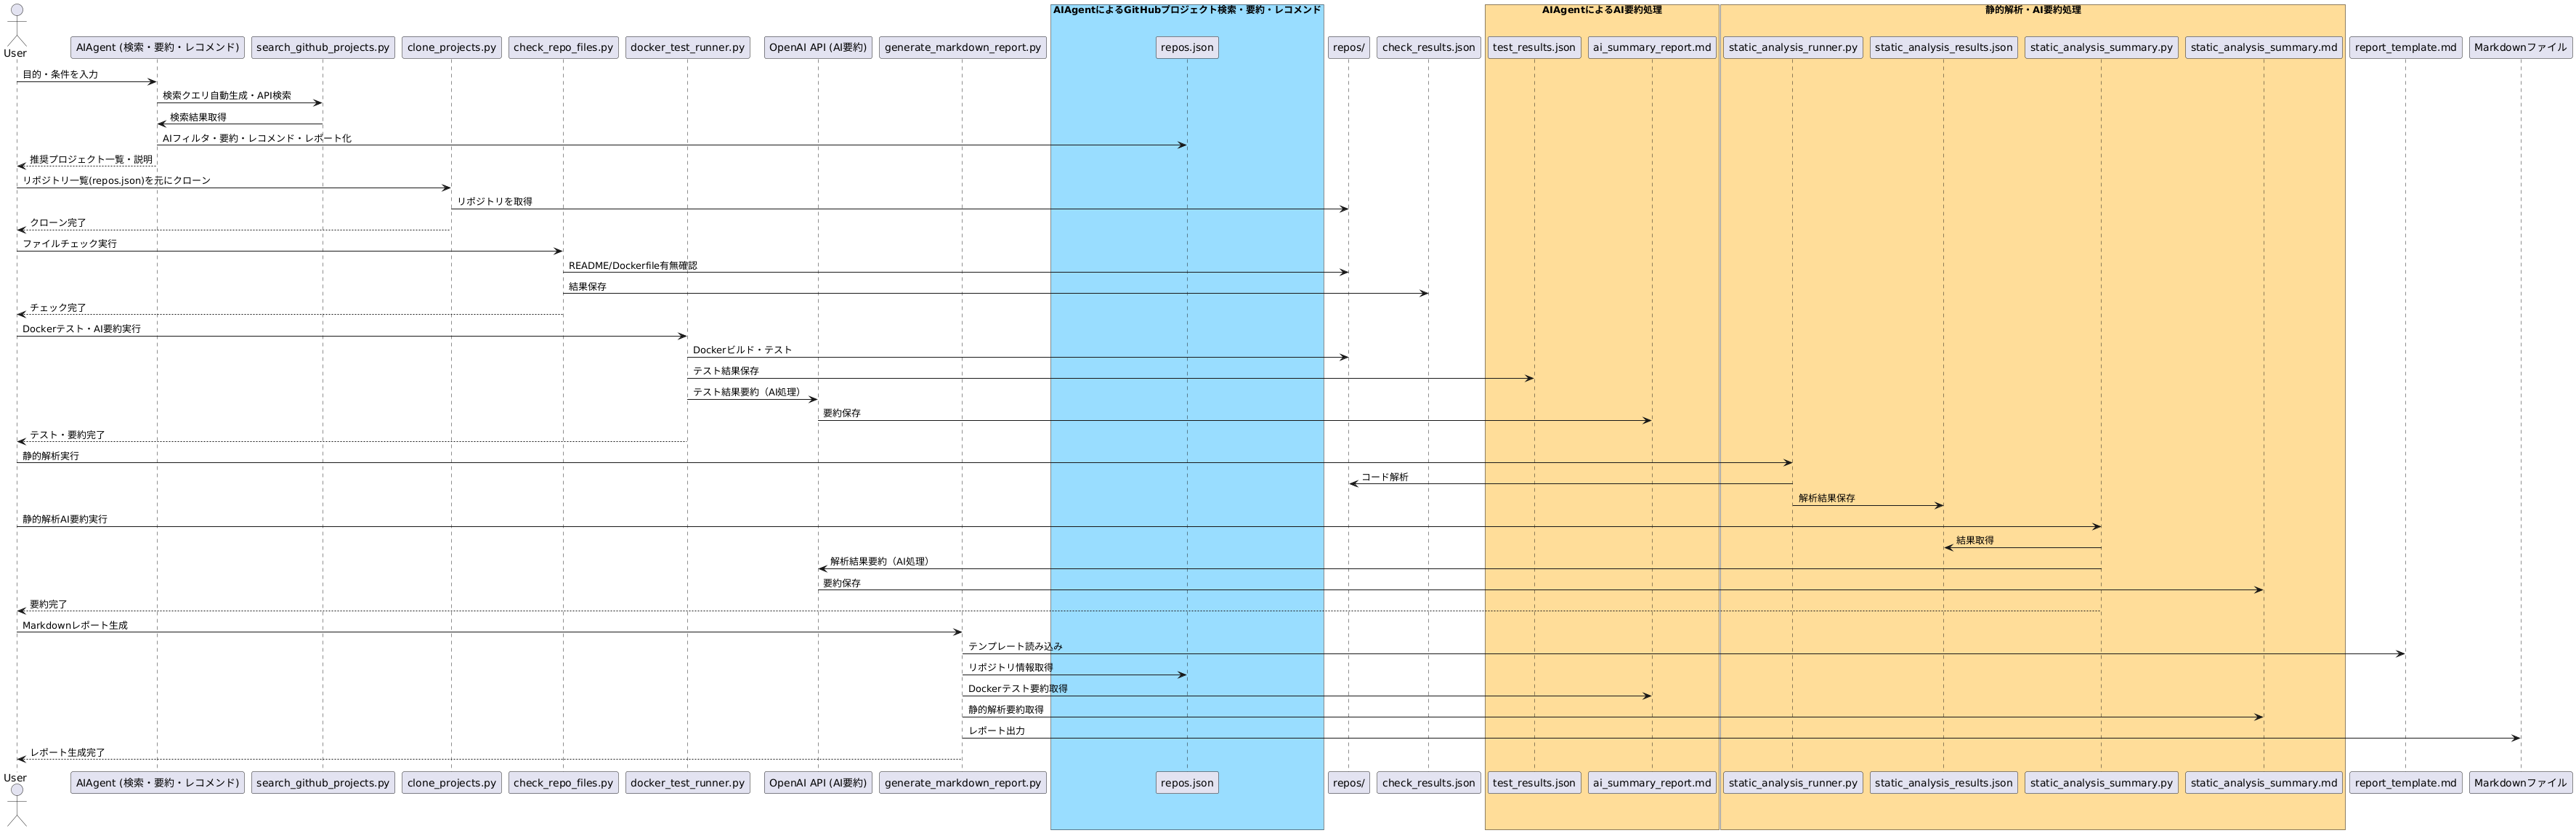 AIAgentによるGitHubプロジェクト検索・要約・レコメンド
AIAgentによるAI要約処理
静的解析・AI要約処理
User
AIAgent (検索・要約・レコメンド)
search_github_projects.py
clone_projects.py
check_repo_files.py
docker_test_runner.py
OpenAI API (AI要約)
generate_markdown_report.py
repos.json
repos/
check_results.json
test_results.json
ai_summary_report.md
static_analysis_runner.py
static_analysis_results.json
static_analysis_summary.py
static_analysis_summary.md
report_template.md
Markdownファイル
目的・条件を入力
検索クエリ自動生成・API検索
検索結果取得
AIフィルタ・要約・レコメンド・レポート化
推奨プロジェクト一覧・説明
リポジトリ一覧(repos.json)を元にクローン
リポジトリを取得
クローン完了
ファイルチェック実行
README/Dockerfile有無確認
結果保存
チェック完了
Dockerテスト・AI要約実行
Dockerビルド・テスト
テスト結果保存
テスト結果要約（AI処理）
要約保存
テスト・要約完了
静的解析実行
コード解析
解析結果保存
静的解析AI要約実行
結果取得
解析結果要約（AI処理）
要約保存
要約完了
Markdownレポート生成
テンプレート読み込み
リポジトリ情報取得
Dockerテスト要約取得
静的解析要約取得
レポート出力
レポート生成完了
User
AIAgent (検索・要約・レコメンド)
search_github_projects.py
clone_projects.py
check_repo_files.py
docker_test_runner.py
OpenAI API (AI要約)
generate_markdown_report.py
repos.json
repos/
check_results.json
test_results.json
ai_summary_report.md
static_analysis_runner.py
static_analysis_results.json
static_analysis_summary.py
static_analysis_summary.md
report_template.md
Markdownファイル